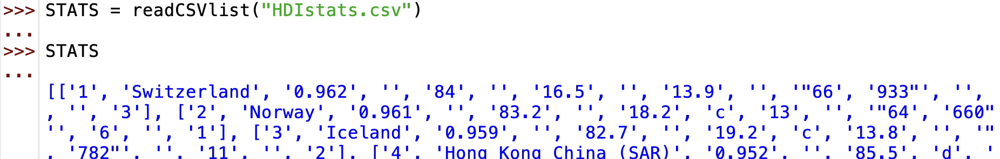 >>> STATS = readCSVlist("HDIstats.csv")
...
>>> STATS
...
[['1', 'Switzerland', '0.962', '', '84', '', '16.5', '', '13.9', '', '"66', '933"', '',
, '', '3'], ['2', 'Norway', '0.961', '', '83.2', '', '18.2', 'c', '13', '', '"64', '660"
'', '6', '', '1'], ['3', 'Iceland', '0.959', '', '82.7', '', '19.2', 'c', '13.8', '', '"
, '782"', '', '11', '', '2'], ['4', 'Hong Kong China (SAR)', '0.952', '', '85.5', 'd', '